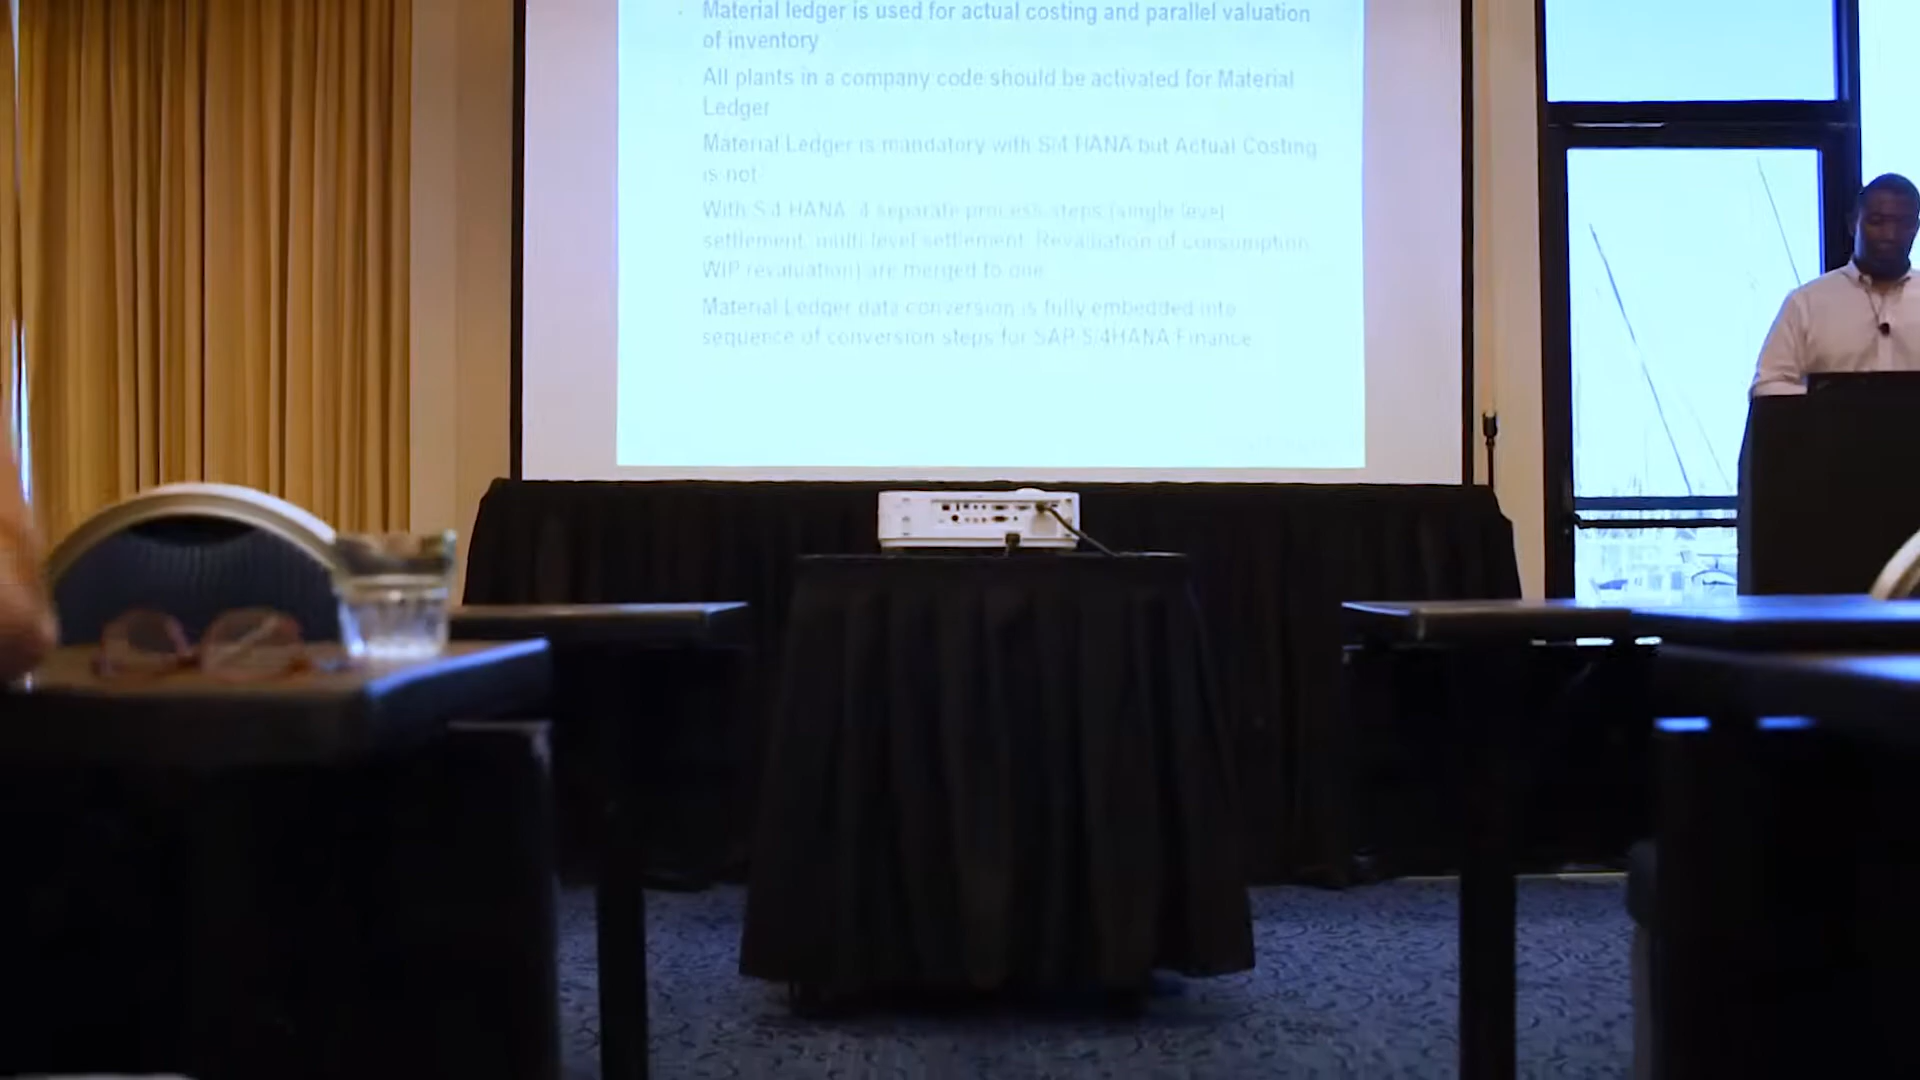 Material ledger is used for actual costing and parallel valuation
of inventory
All plants in a company code should be activated for Material
Ledger
Material Ledger is mandatory with S/4 HANA but Actual Costing
is not
With S/4 HANA, 4 separate process steps (single level
settlement, multi level settlement, Revaluation of consumption,
WIP revaluation) are merged to one
Material Ledger data conversion is fully embedded into
sequence of conversion steps for SAP S/4HANA Finance